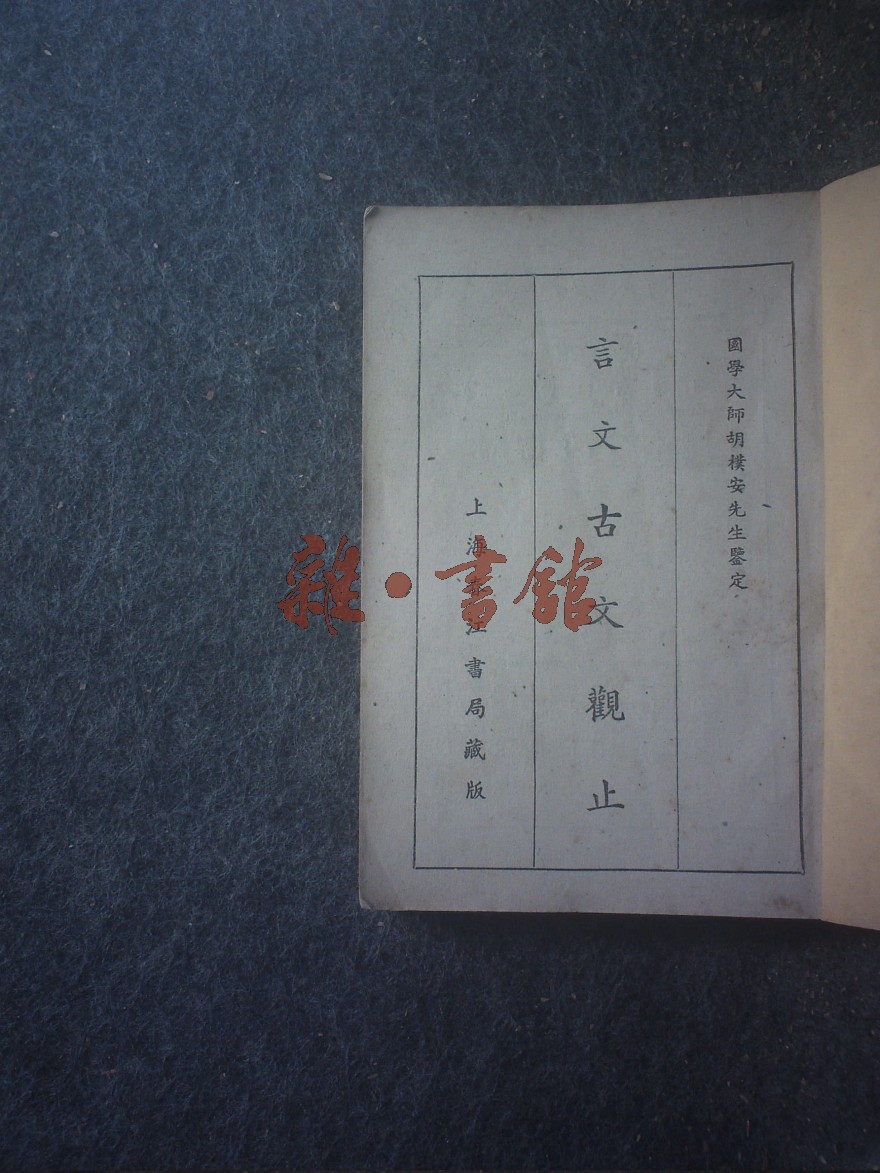 國學大師胡樸安先生鑒定
言文古文觀止
上海 江書局藏版
雜·書館